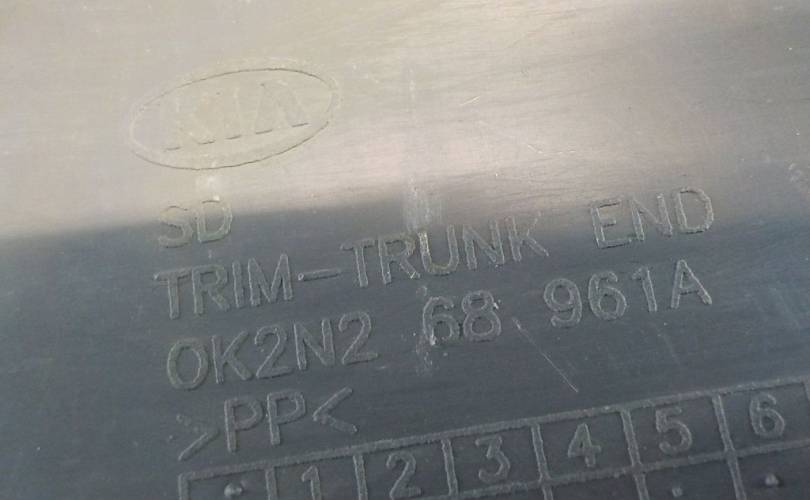 KIA
SD
TRIM-TRUNK END
0K2N2 68 961A
>PP<
1 2 3 4 5 6